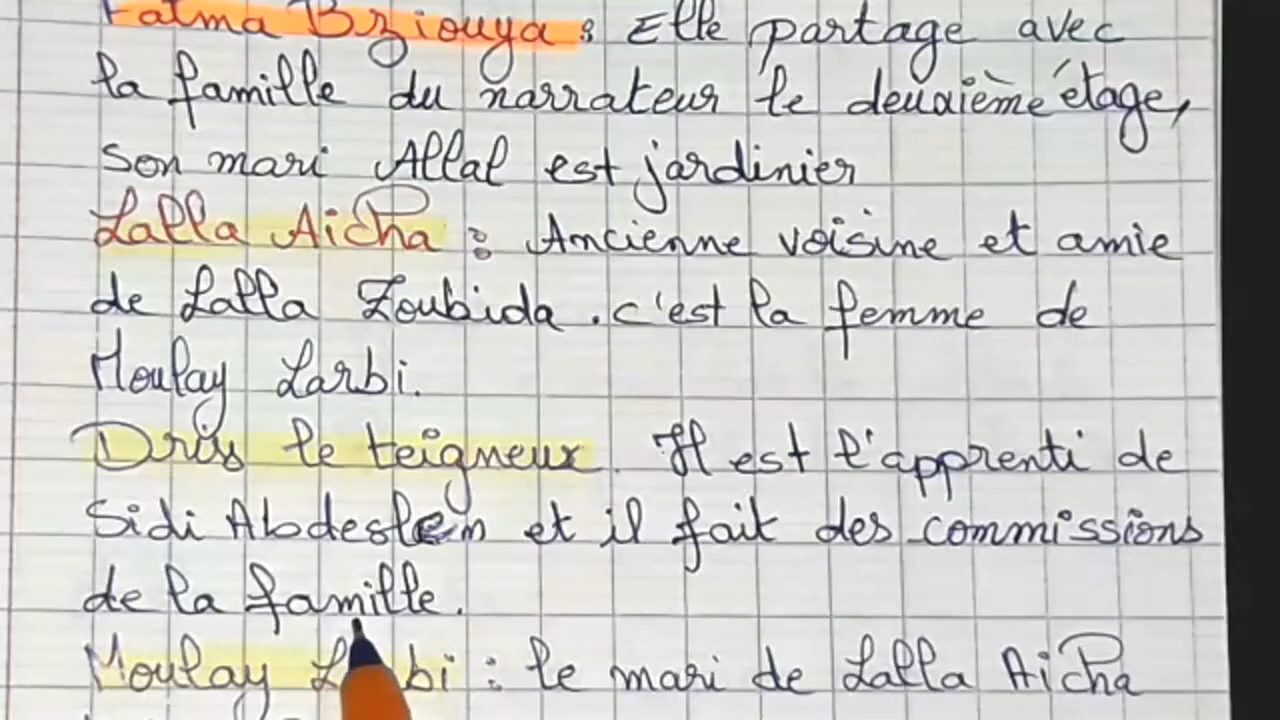 Fatma Bziouya : Elle partage avec
la famille du narrateur le deuxième étage,
son mari Allal est jardinier
Lalla Aicha : Ancienne voisine et amie
de Lalla Zoubida . c'est la femme de
Moulay Larbi.
Driss le teigneux. Il est l'apprenti de
Sidi Abdeslem et il fait des commissions
de la famille.
Moulay Larbi : le mari de Lalla Aicha